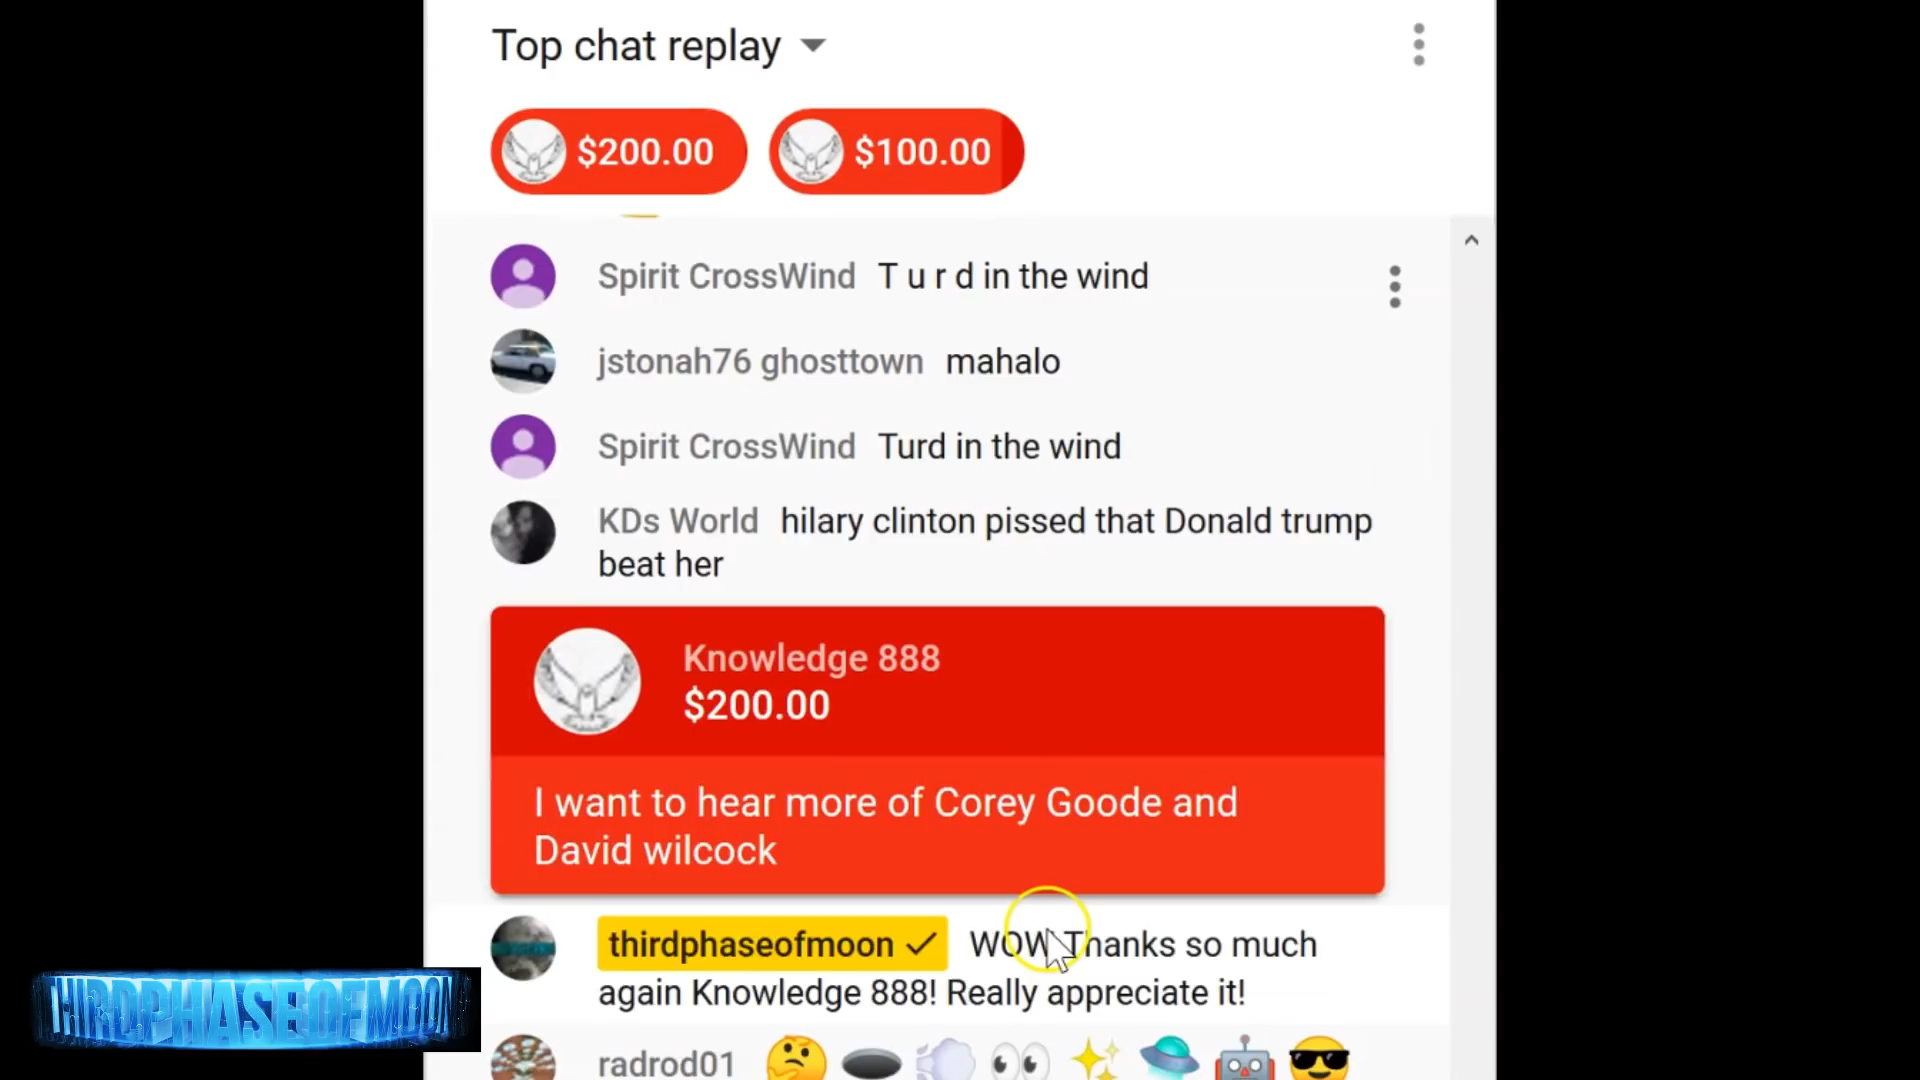 Top chat replay
$200.00 $100.00
Spirit CrossWind T u r d in the wind
jstonah76 ghosttown mahalo
Spirit CrossWind Turd in the wind
KDs World hilary clinton pissed that Donald trump
beat her
Knowledge 888
$200.00
I want to hear more of Corey Goode and
David wilcock
thirdphaseofmoon WOW Thanks so much
again Knowledge 888! Really appreciate it!
THIRDPHASEOFMOON
radrod01 🤔 🕳️ 💨 👀 ✨ 🛸 🤖 😎